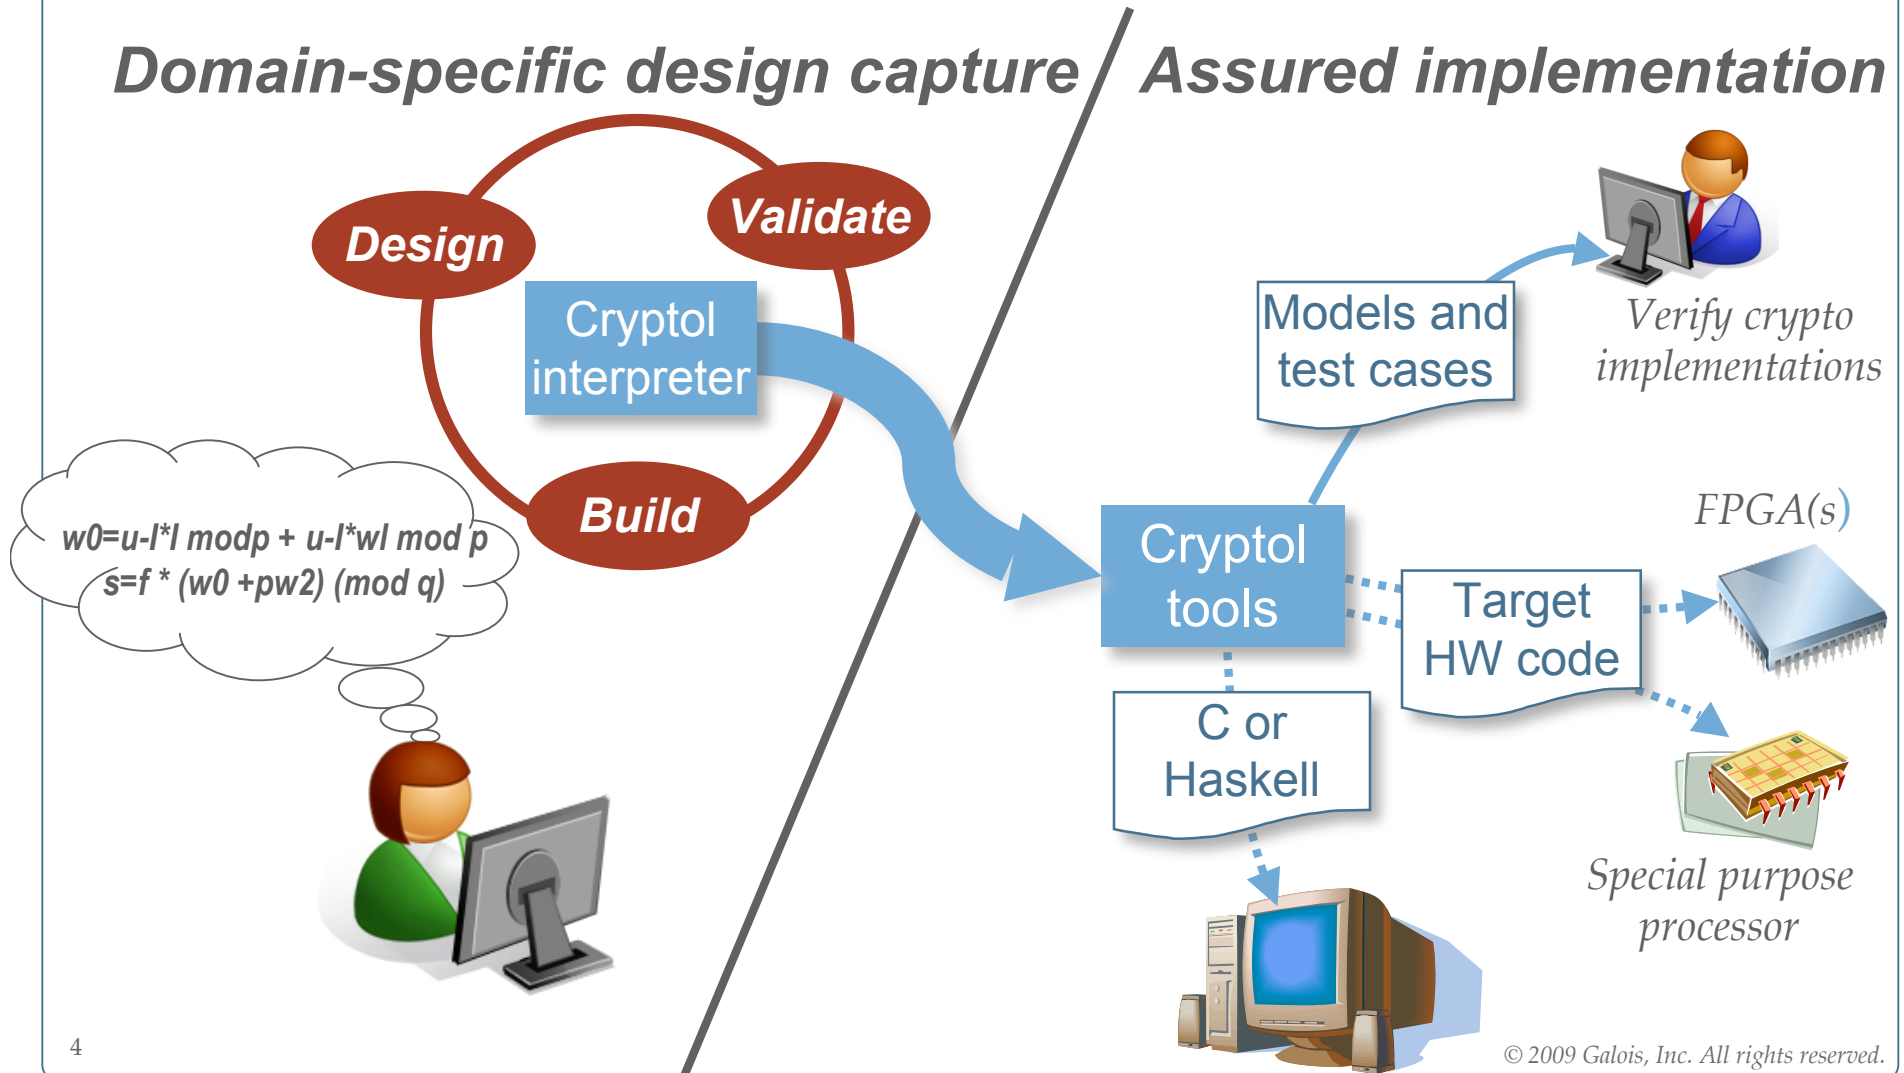 Domain-specific design capture
Assured implementation
Design
Validate
Cryptol
interpreter
Build
w0=u-l*l modp + u-l*wl mod p
s=f * (w0 +pw2) (mod q)
Models and
test cases
Verify crypto
implementations
Cryptol
tools
FPGA(s)
Target
HW code
C or
Haskell
Special purpose
processor
4
© 2009 Galois, Inc. All rights reserved.